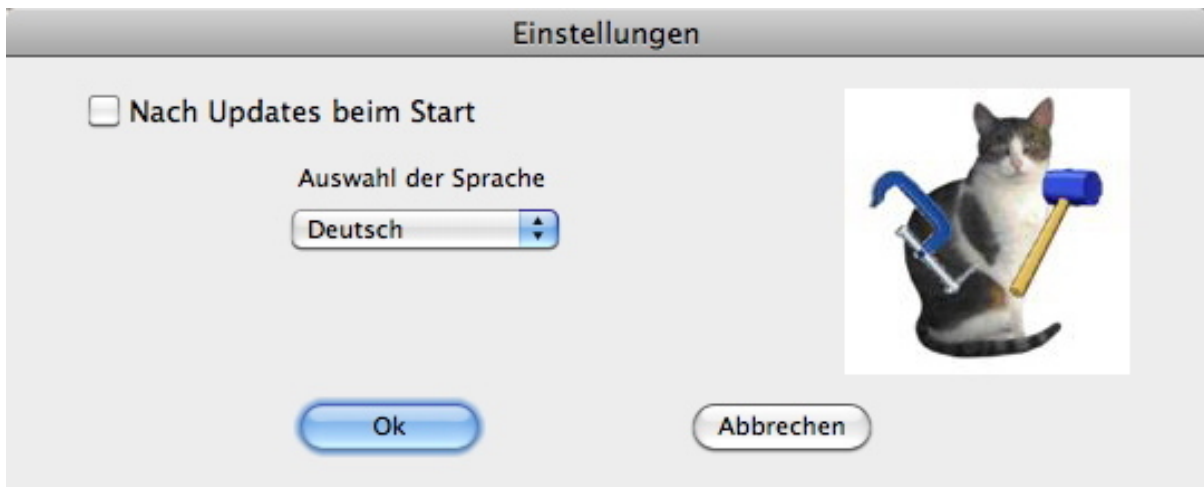 Einstellungen
Nach Updates beim Start
Auswahl der Sprache
Deutsch
Ok
Abbrechen